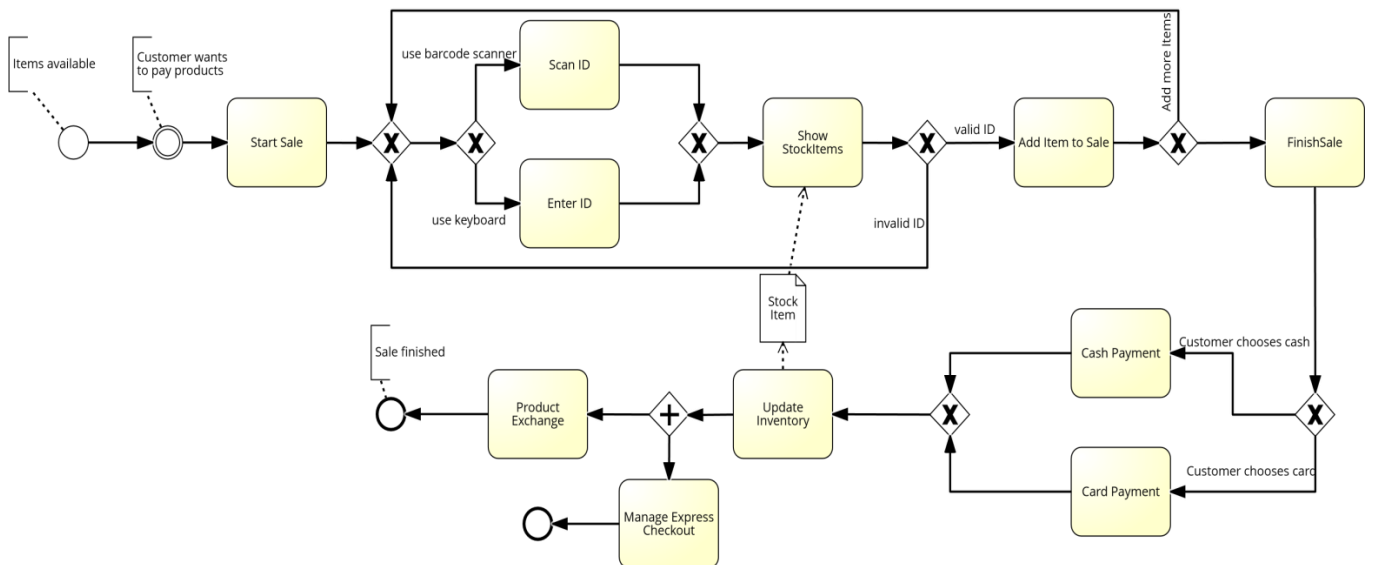 Items available
Customer wants
to pay products
Start Sale
use barcode scanner
Scan ID
use keyboard
Enter ID
Show
StockItems
valid ID
invalid ID
Add Item to Sale
Add more Items
FinishSale
Stock
Item
Customer chooses cash
Cash Payment
Customer chooses card
Card Payment
Update
Inventory
Product
Exchange
Sale finished
Manage Express
Checkout